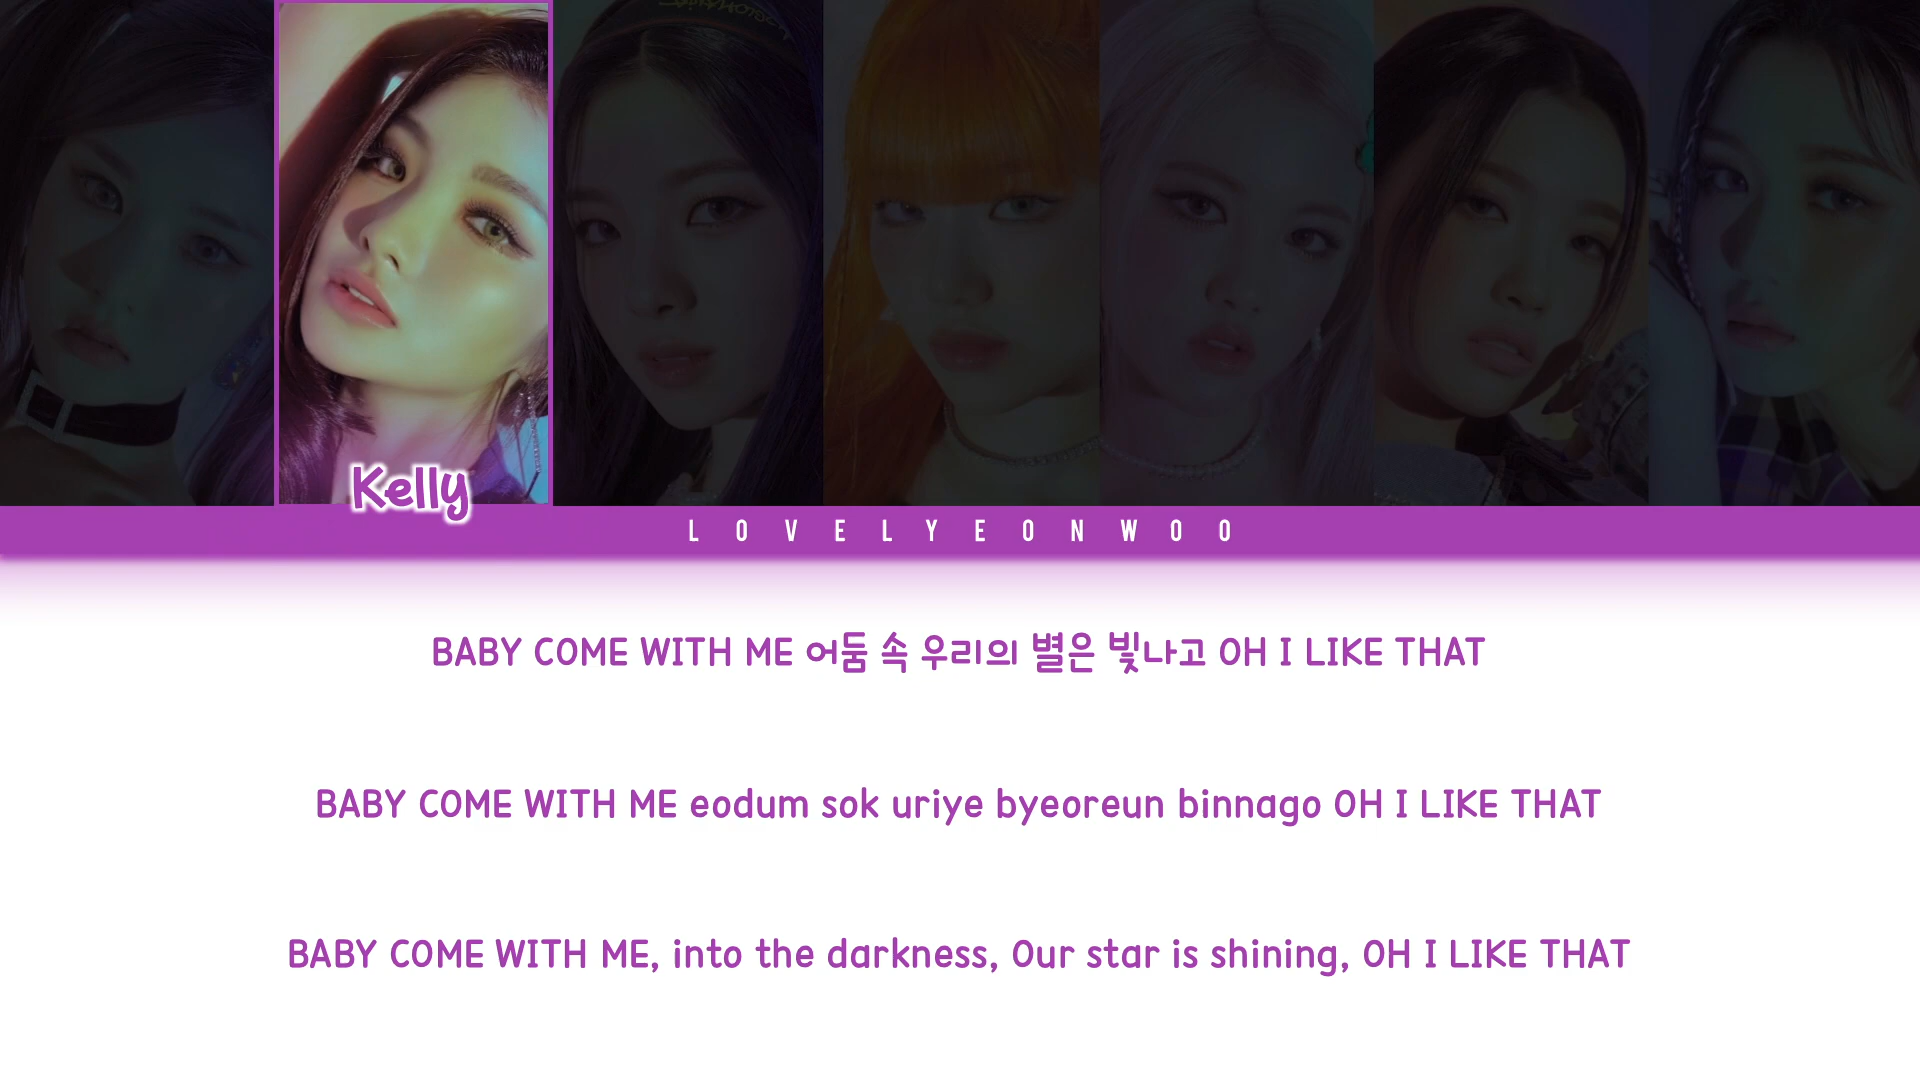 Kelly
LOVELYEONWOO
BABY COME WITH ME 어둠 속 우리의 별은 빛나고 OH I LIKE THAT
BABY COME WITH ME eodum sok uriye byeoreun binnago OH I LIKE THAT
BABY COME WITH ME, into the darkness, Our star is shining, OH I LIKE THAT